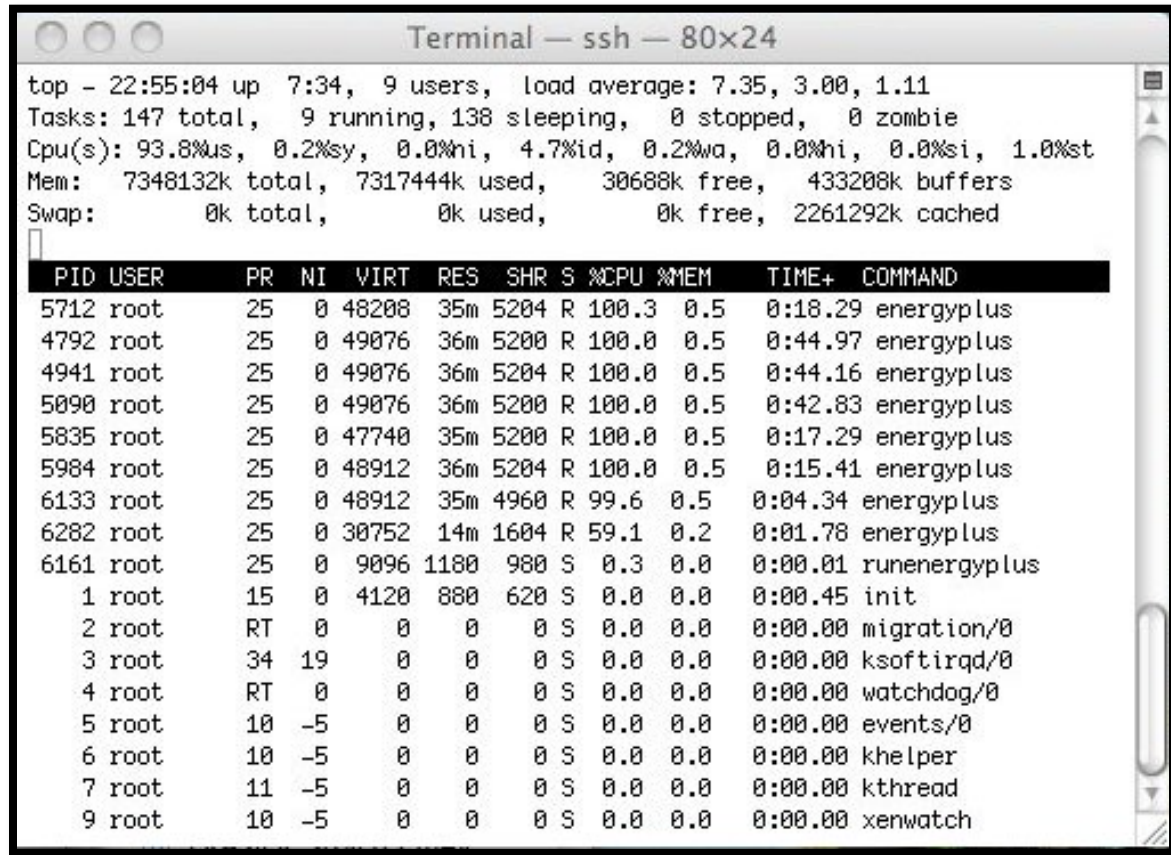 Terminal — ssh — 80×24
top - 22:55:04 up  7:34,  9 users,  load average: 7.35, 3.00, 1.11
Tasks: 147 total,   9 running, 138 sleeping,   0 stopped,   0 zombie
Cpu(s): 93.8%us,  0.2%sy,  0.0%ni,  4.7%id,  0.2%wa,  0.0%hi,  0.0%si,  1.0%st
Mem:   7348132k total,  7317444k used,    30688k free,   433208k buffers
Swap:        0k total,        0k used,        0k free,  2261292k cached
PID USER      PR  NI  VIRT  RES  SHR S %CPU %MEM    TIME+  COMMAND
5712 root      25   0 48208  35m 5204 R 100.3  0.5   0:18.29 energyplus
4792 root      25   0 49076  36m 5200 R 100.0  0.5   0:44.97 energyplus
4941 root      25   0 49076  36m 5204 R 100.0  0.5   0:44.16 energyplus
5090 root      25   0 49076  36m 5200 R 100.0  0.5   0:42.83 energyplus
5835 root      25   0 47740  35m 5200 R 100.0  0.5   0:17.29 energyplus
5984 root      25   0 48912  36m 5204 R 100.0  0.5   0:15.41 energyplus
6133 root      25   0 48912  35m 4960 R 99.6  0.5   0:04.34 energyplus
6282 root      25   0 30752  14m 1604 R 59.1  0.2   0:01.78 energyplus
6161 root      25   0  9096 1180  980 S  0.3  0.0   0:00.01 runenergyplus
1 root      15   0  4120  880  620 S  0.0  0.0   0:00.45 init
2 root      RT   0     0    0    0 S  0.0  0.0   0:00.00 migration/0
3 root      34  19     0    0    0 S  0.0  0.0   0:00.00 ksoftirqd/0
4 root      RT   0     0    0    0 S  0.0  0.0   0:00.00 watchdog/0
5 root      10  -5     0    0    0 S  0.0  0.0   0:00.00 events/0
6 root      10  -5     0    0    0 S  0.0  0.0   0:00.00 khelper
7 root      11  -5     0    0    0 S  0.0  0.0   0:00.00 kthread
9 root      10  -5     0    0    0 S  0.0  0.0   0:00.00 xenwatch